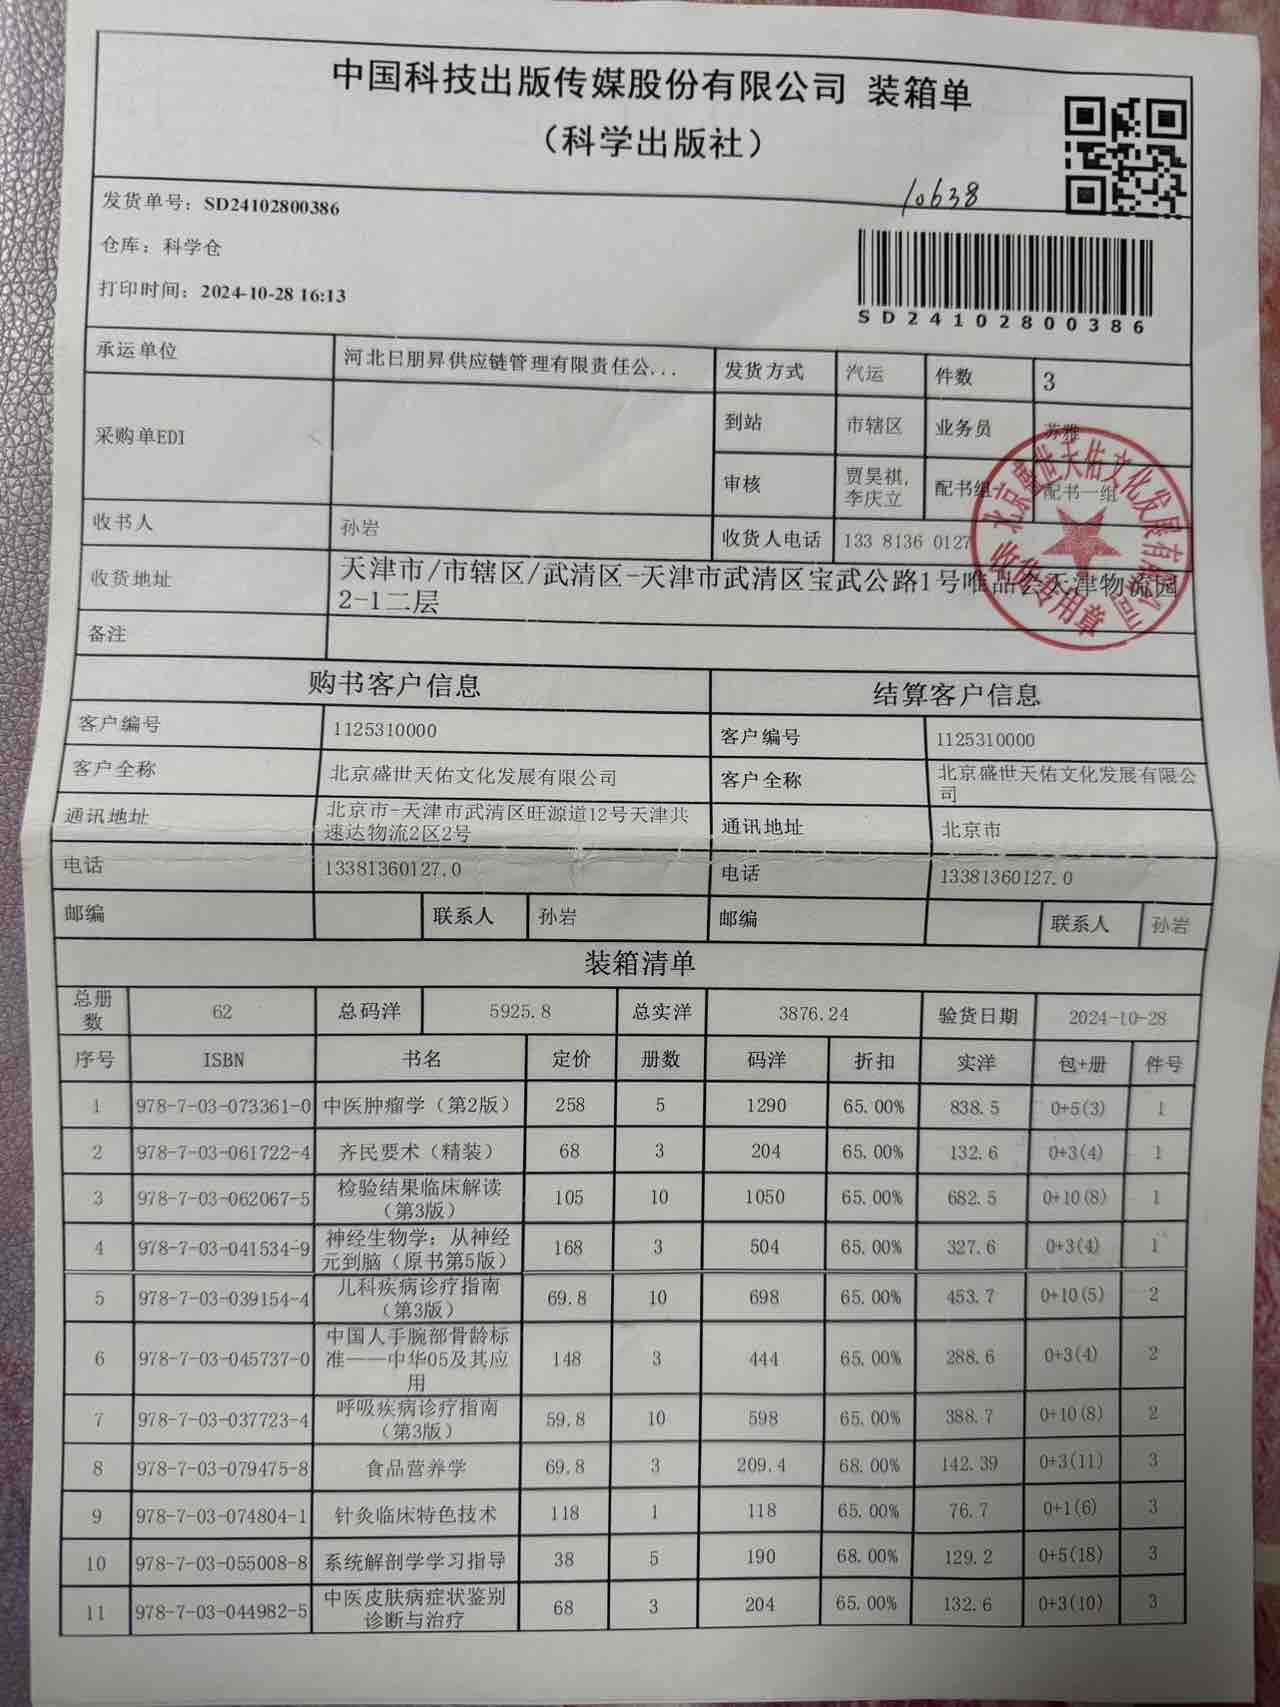 中国科技出版传媒股份有限公司 装箱单
（科学出版社）
10638
发货单号：SD24102800386
仓库：科学仓
打印时间：2024-10-28 16:13
SD24102800386
承运单位 河北日朋昇供应链管理有限责任公... 发货方式 汽运 件数 3
采购单EDI 到站 市辖区 业务员 苏雅
审核 贾昊祺, 李庆立 配书组 配书一组
收书人 孙岩 收货人电话 133 8136 0127
收货地址 天津市/市辖区/武清区-天津市武清区宝武公路1号唯品会天津物流园
2-1二层
备注
北京盛世天佑文化发展有限公司
收货专用章
购书客户信息 结算客户信息
客户编号 1125310000 客户编号 1125310000
客户全称 北京盛世天佑文化发展有限公司 客户全称 北京盛世天佑文化发展有限公司
通讯地址 北京市-天津市武清区旺源道12号天津共速达物流2区2号 通讯地址 北京市
电话 13381360127.0 电话 13381360127.0
邮编 联系人 孙岩 邮编 联系人 孙岩
装箱清单
总册数 62 总码洋 5925.8 总实洋 3876.24 验货日期 2024-10-28
序号 ISBN 书名 定价 册数 码洋 折扣 实洋 包+册 件号
1 978-7-03-073361-0 中医肿瘤学（第2版） 258 5 1290 65.00% 838.5 0+5(3) 1
2 978-7-03-061722-4 齐民要术（精装） 68 3 204 65.00% 132.6 0+3(4) 1
3 978-7-03-062067-5 检验结果临床解读（第3版） 105 10 1050 65.00% 682.5 0+10(8) 1
4 978-7-03-041534-9 神经生物学：从神经元到脑（原书第5版） 168 3 504 65.00% 327.6 0+3(4) 1
5 978-7-03-039154-4 儿科疾病诊疗指南（第3版） 69.8 10 698 65.00% 453.7 0+10(5) 2
6 978-7-03-045737-0 中国人手腕部骨龄标准——中华05及其应用 148 3 444 65.00% 288.6 0+3(4) 2
7 978-7-03-037723-4 呼吸疾病诊疗指南（第3版） 59.8 10 598 65.00% 388.7 0+10(8) 2
8 978-7-03-079475-8 食品营养学 69.8 3 209.4 68.00% 142.39 0+3(11) 3
9 978-7-03-074804-1 针灸临床特色技术 118 1 118 65.00% 76.7 0+1(6) 3
10 978-7-03-055008-8 系统解剖学学习指导 38 5 190 68.00% 129.2 0+5(18) 3
11 978-7-03-044982-5 中医皮肤病症状鉴别诊断与治疗 68 3 204 65.00% 132.6 0+3(10) 3